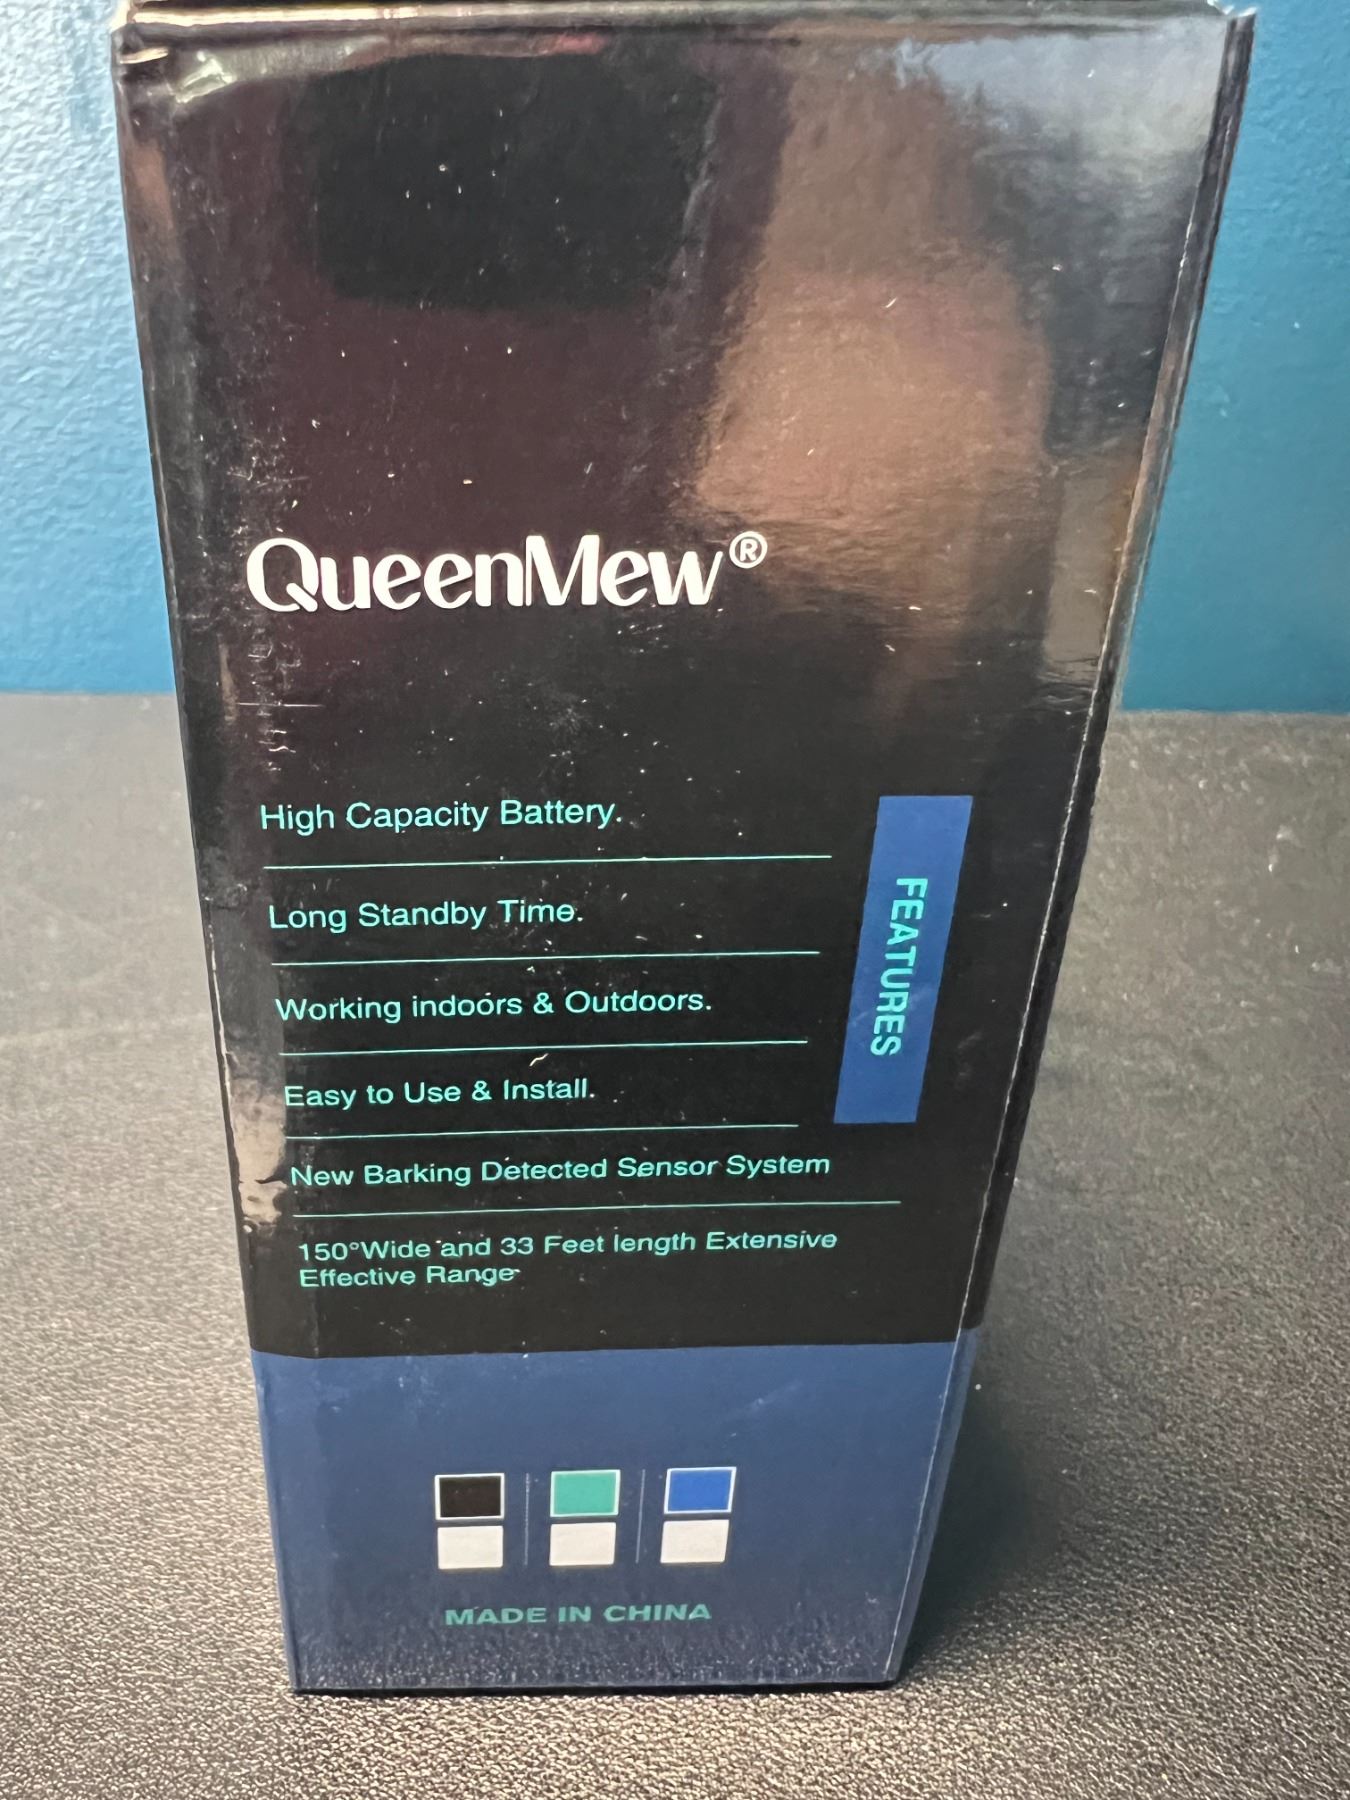 QueenMew®
High Capacity Battery.
Long Standby Time.
Working indoors & Outdoors.
Easy to Use & Install.
New Barking Detected Sensor System
150°Wide and 33 Feet length Extensive
Effective Range
FEATURES
MADE IN CHINA